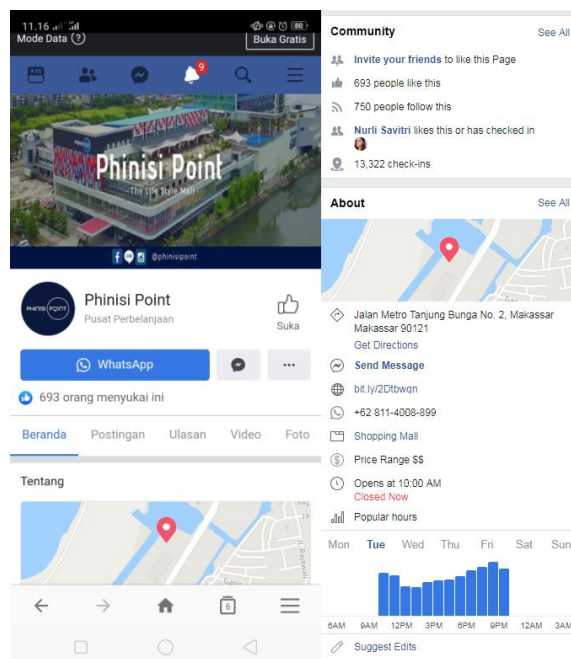 11.16
80
Mode Data (?)
Buka Gratis
9
Phinisi Point
- The Life Style Mall -
@phinisipoint
PHINISI POINT
Phinisi Point
Pusat Perbelanjaan
Suka
WhatsApp
693 orang menyukai ini
Beranda Postingan Ulasan Video Foto
Tentang
Jl. Rajawali
Gang
6
Community See All
Invite your friends to like this Page
693 people like this
750 people follow this
Nurli Savitri likes this or has checked in
13,322 check-ins
About See All
Jalan Metro Tanjung Bunga No. 2, Makassar
Makassar 90121
Get Directions
Send Message
bit.ly/2Dtbwqn
+62 811-4008-899
Shopping Mall
Price Range $$
Opens at 10:00 AM
Closed Now
Popular hours
Mon Tue Wed Thu Fri Sat Sun
6AM 9AM 12PM 3PM 6PM 9PM 12AM 3AM
Suggest Edits